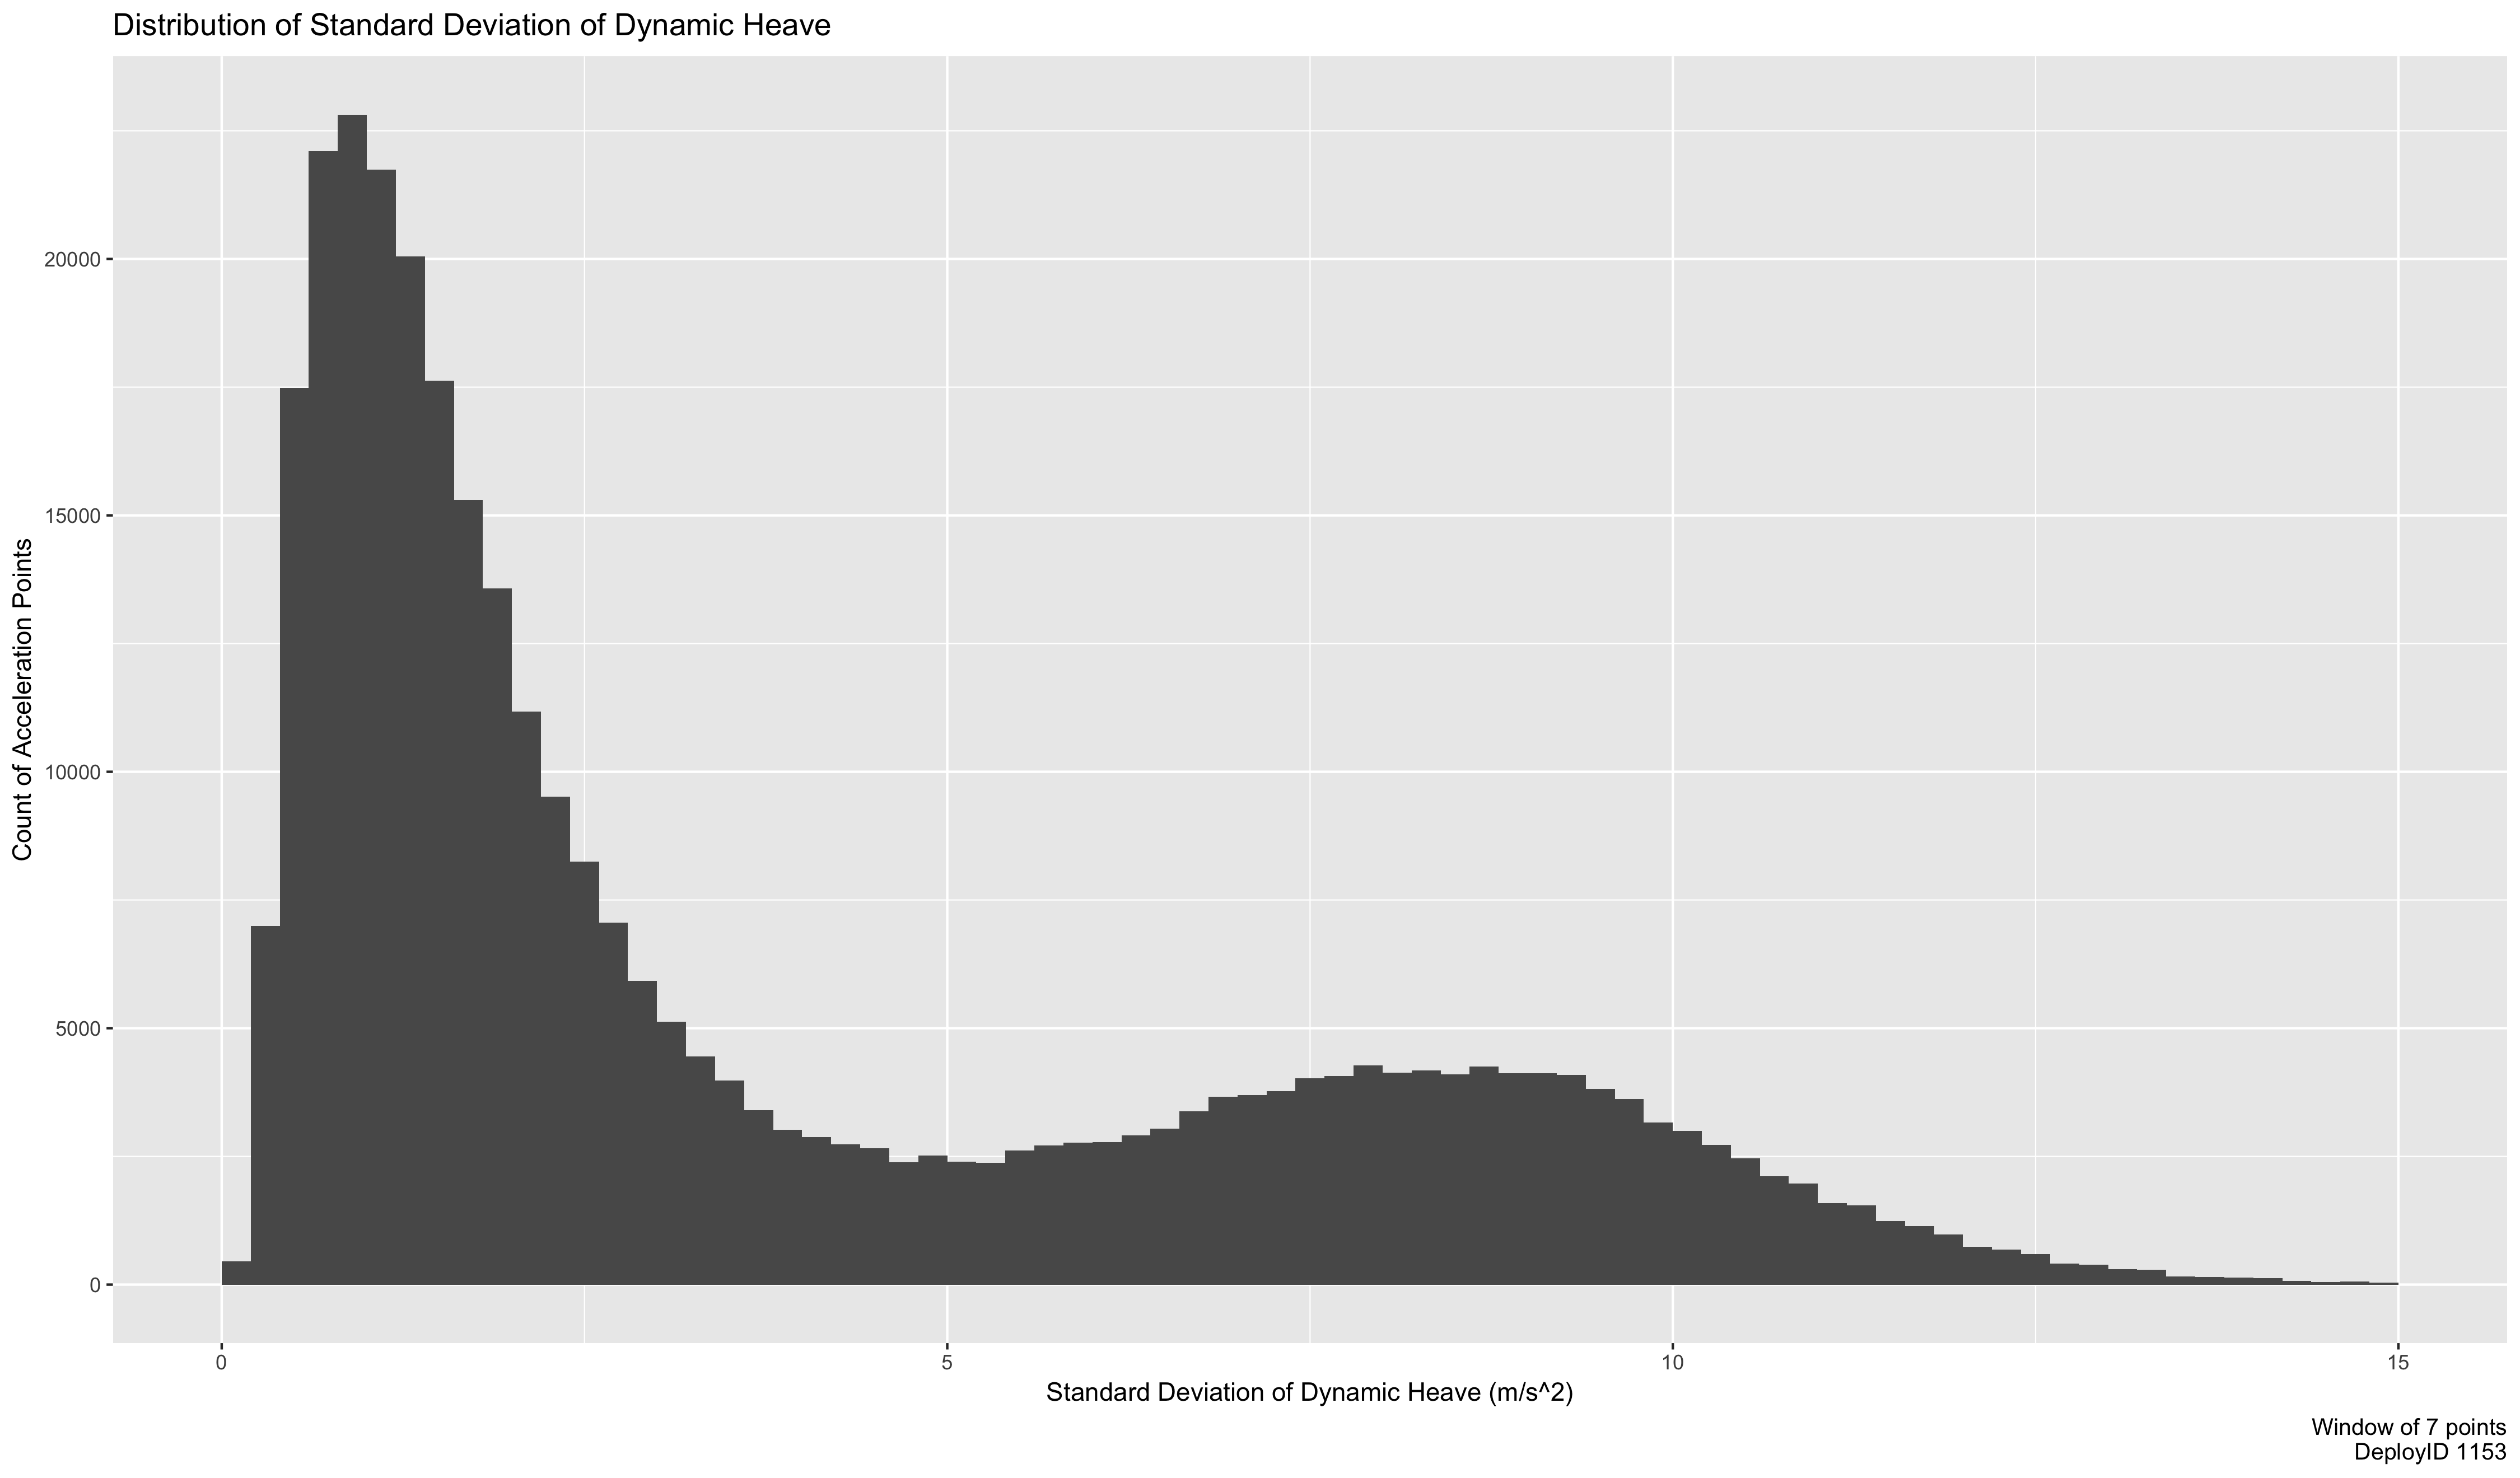 Distribution of Standard Deviation of Dynamic Heave
Count of Acceleration Points
20000
15000
10000
5000
0
0
5
10
15
Standard Deviation of Dynamic Heave (m/s^2)
Window of 7 points
DeployID 1153